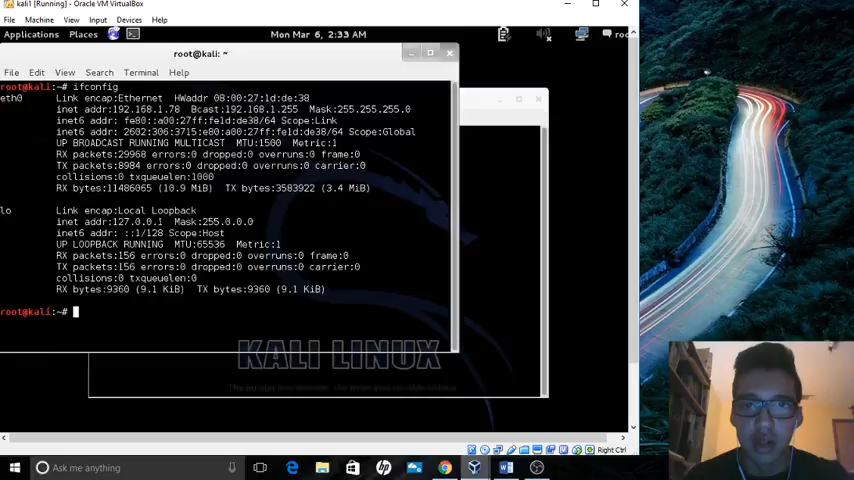 kali1 [Running] - Oracle VM VirtualBox
File Machine View Input Devices Help
Applications Places Mon Mar 6, 2:33 AM
root@kali: ~
File Edit View Search Terminal Help
root@kali:~# ifconfig
eth0 Link encap:Ethernet HWaddr 08:00:27:1d:de:38
inet addr:192.168.1.78 Bcast:192.168.1.255 Mask:255.255.255.0
inet6 addr: fe80::a00:27ff:fe1d:de38/64 Scope:Link
inet6 addr: 2602:306:3715:e80:a00:27ff:fe1d:de38/64 Scope:Global
UP BROADCAST RUNNING MULTICAST MTU:1500 Metric:1
RX packets:29968 errors:0 dropped:0 overruns:0 frame:0
TX packets:8984 errors:0 dropped:0 overruns:0 carrier:0
collisions:0 txqueuelen:1000
RX bytes:11486065 (10.9 MiB) TX bytes:3583922 (3.4 MiB)
lo Link encap:Local Loopback
inet addr:127.0.0.1 Mask:255.0.0.0
inet6 addr: ::1/128 Scope:Host
UP LOOPBACK RUNNING MTU:65536 Metric:1
RX packets:156 errors:0 dropped:0 overruns:0 frame:0
TX packets:156 errors:0 dropped:0 overruns:0 carrier:0
collisions:0 txqueuelen:0
RX bytes:9360 (9.1 KiB) TX bytes:9360 (9.1 KiB)
root@kali:~#
KALI LINUX
Right Ctrl
Ask me anything